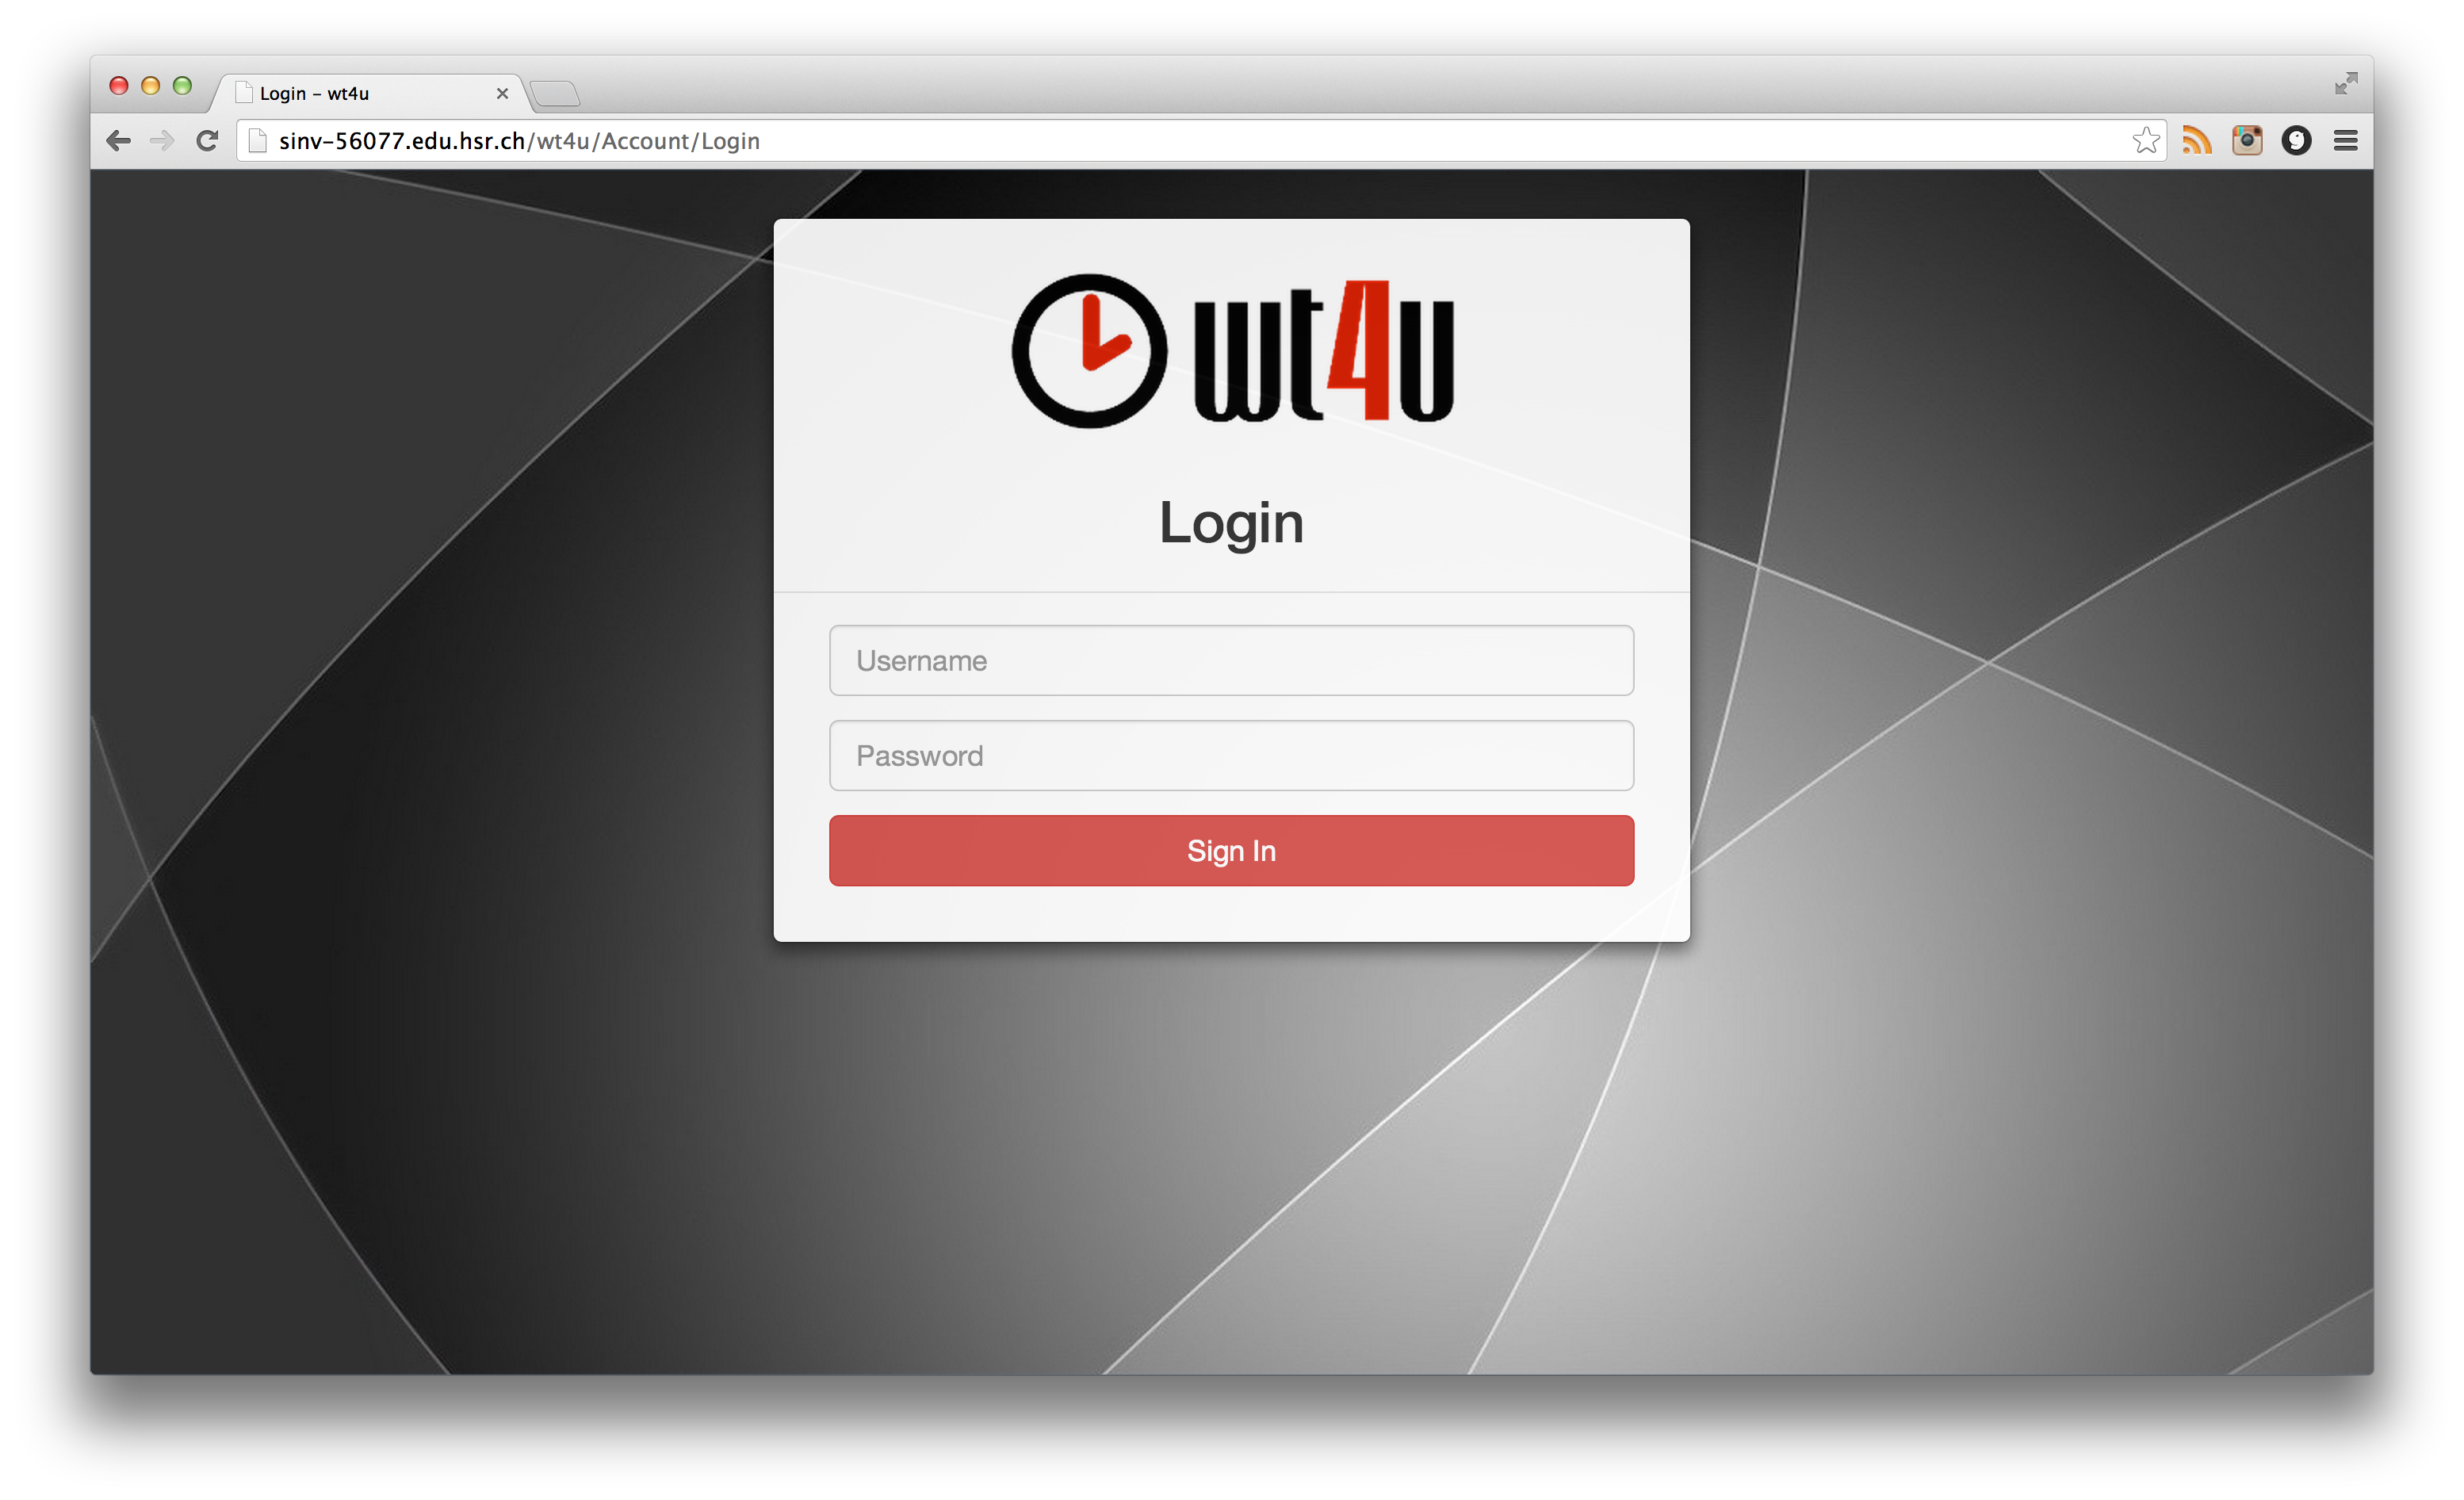 Login – wt4u
sinv-56077.edu.hsr.ch/wt4u/Account/Login
wt4u
Login
Username
Password
Sign In